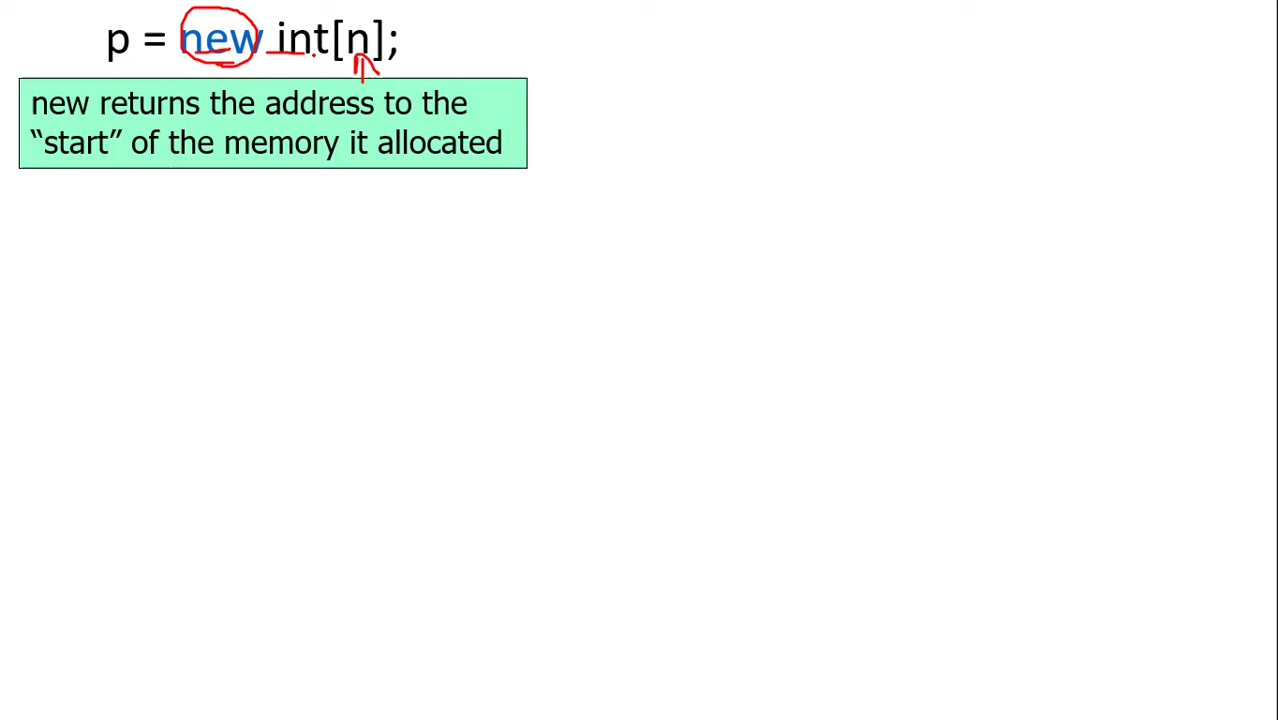 p = new int[n];
new returns the address to the
“start” of the memory it allocated